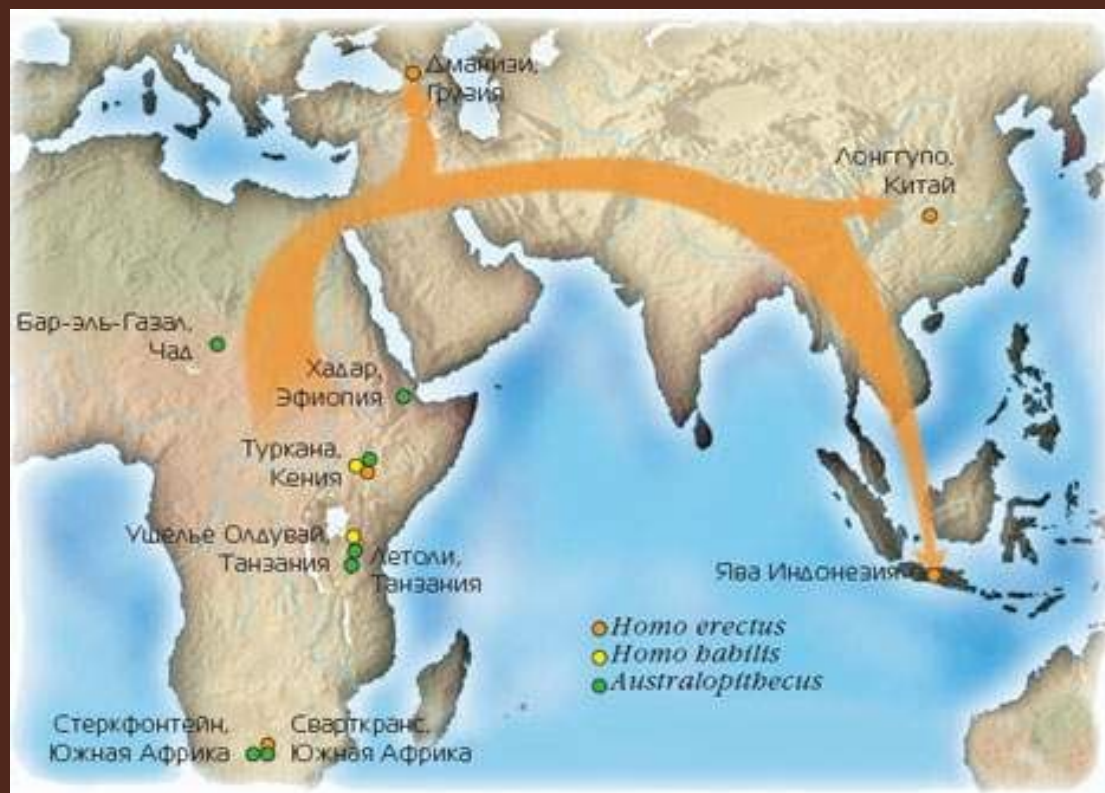 Дманизи,
Грузия
Лонггупо,
Китай
Бар-эль-Газал,
Чад
Хадар,
Эфиопия
Туркана,
Кения
Ущелье Олдувай,
Танзания
Летоли,
Танзания
Ява Индонезия
Homo erectus
Homo habilis
Australopithecus
Стеркфонтейн,
Южная Африка
Сварткранс,
Южная Африка